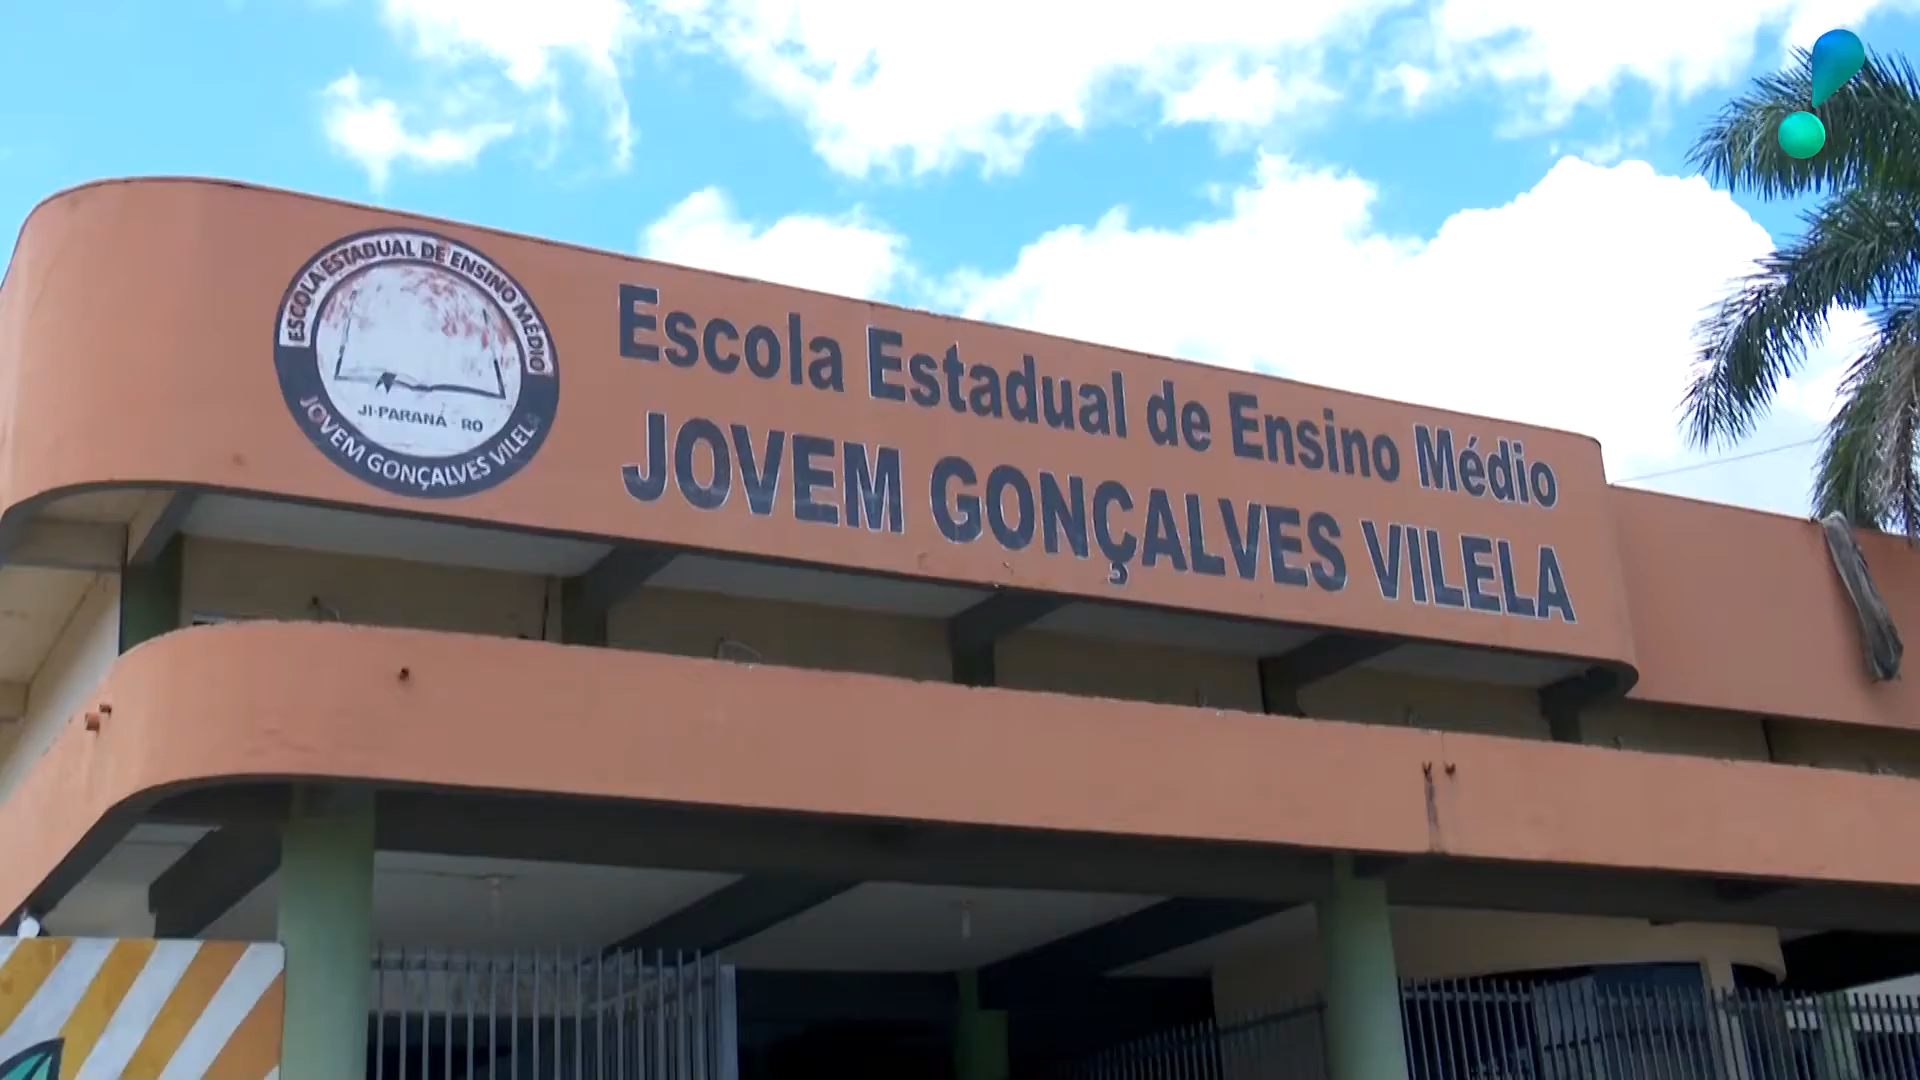 ESCOLA ESTADUAL DE ENSINO MÉDIO
JI-PARANÁ - RO
JOVEM GONÇALVES VILELA
Escola Estadual de Ensino Médio
JOVEM GONÇALVES VILELA